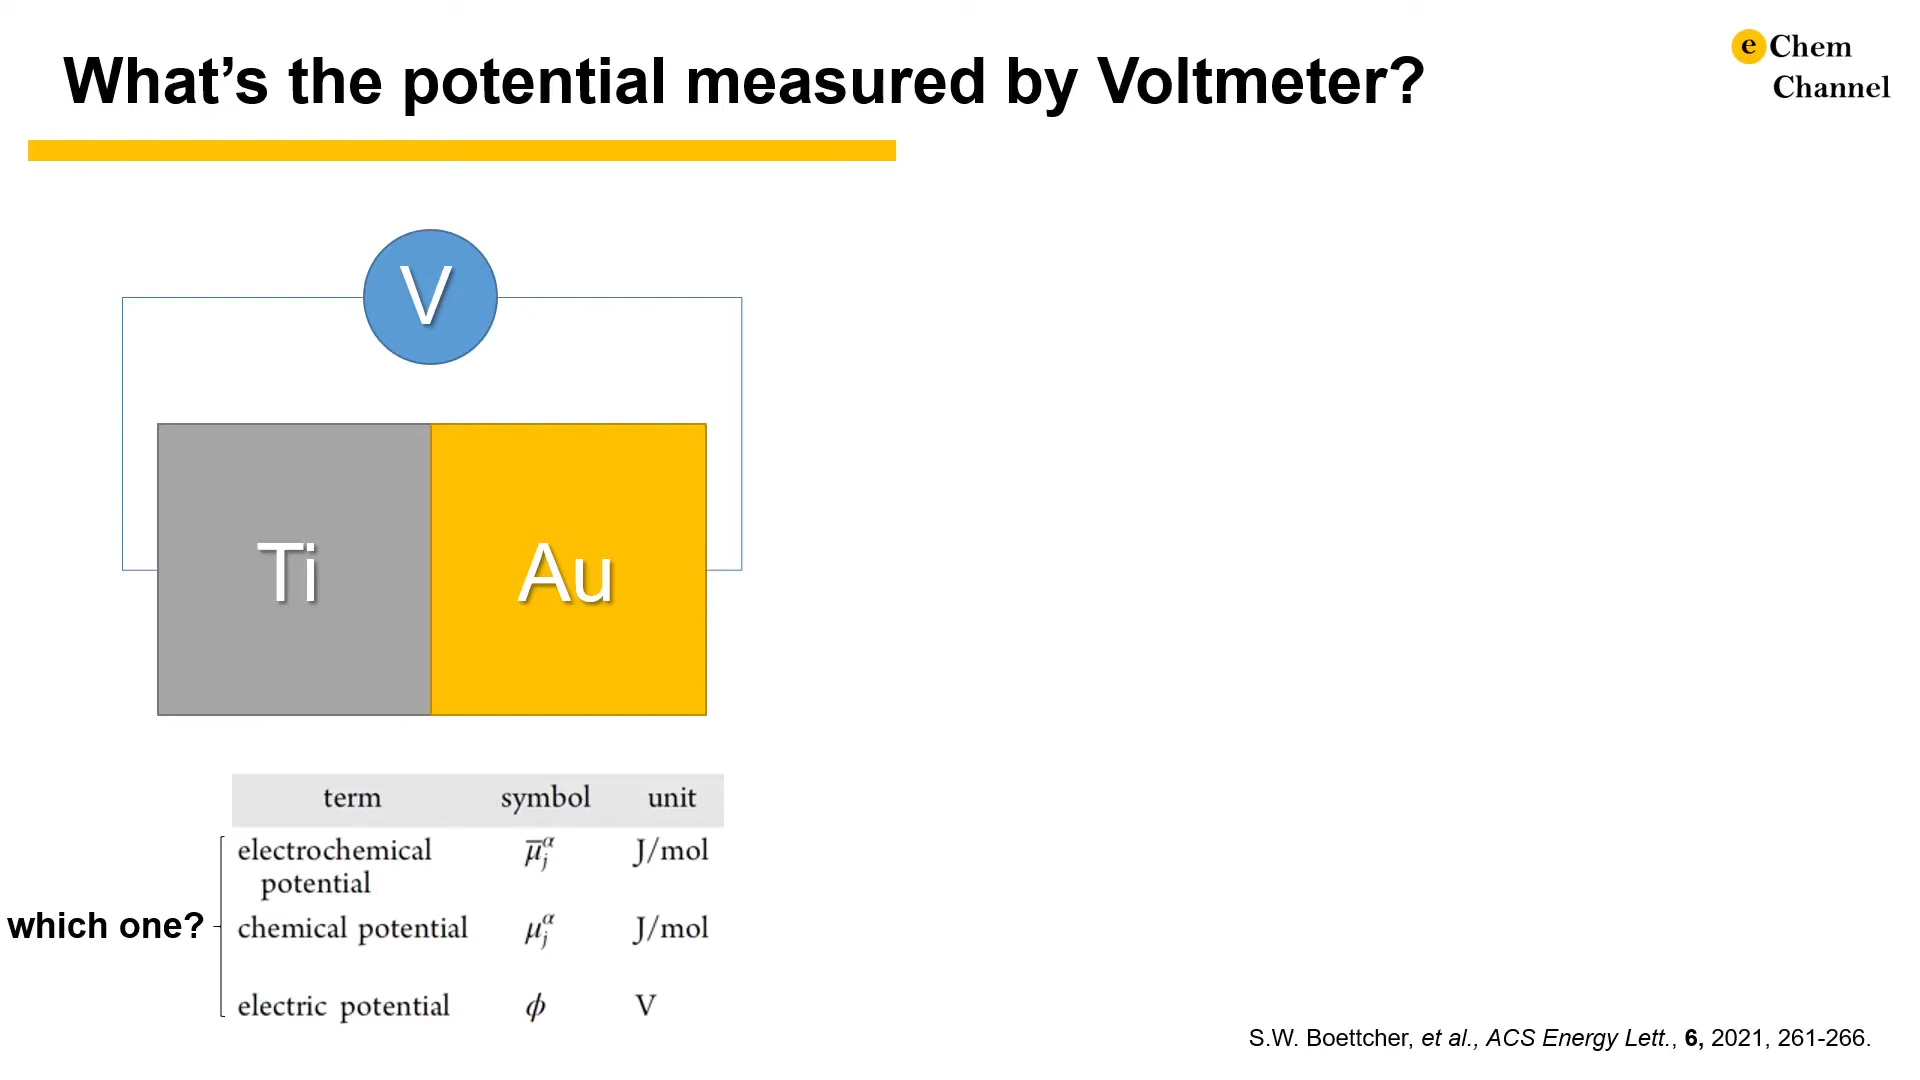 What’s the potential measured by Voltmeter?
e Chem
Channel
V
Ti
Au
term symbol unit
electrochemical potential μ̅ⱼᵅ J/mol
which one?
chemical potential μⱼᵅ J/mol
electric potential ϕ V
S.W. Boettcher, et al., ACS Energy Lett., 6, 2021, 261-266.